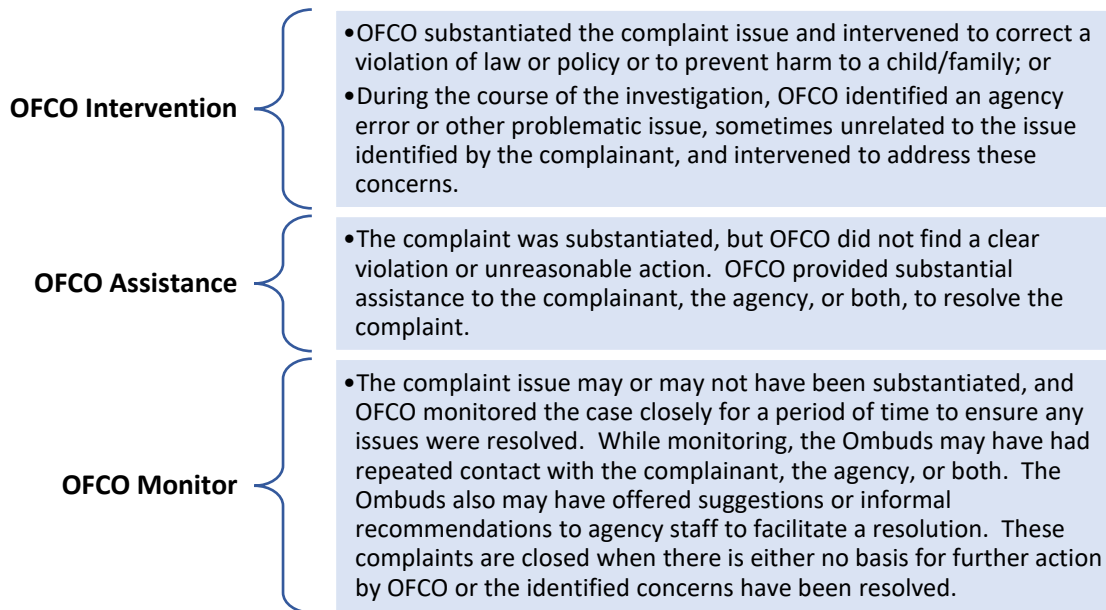 OFCO Intervention
•OFCO substantiated the complaint issue and intervened to correct a
violation of law or policy or to prevent harm to a child/family; or
•During the course of the investigation, OFCO identified an agency
error or other problematic issue, sometimes unrelated to the issue
identified by the complainant, and intervened to address these
concerns.
OFCO Assistance
•The complaint was substantiated, but OFCO did not find a clear
violation or unreasonable action.  OFCO provided substantial
assistance to the complainant, the agency, or both, to resolve the
complaint.
OFCO Monitor
•The complaint issue may or may not have been substantiated, and
OFCO monitored the case closely for a period of time to ensure any
issues were resolved.  While monitoring, the Ombuds may have had
repeated contact with the complainant, the agency, or both.  The
Ombuds also may have offered suggestions or informal
recommendations to agency staff to facilitate a resolution.  These
complaints are closed when there is either no basis for further action
by OFCO or the identified concerns have been resolved.